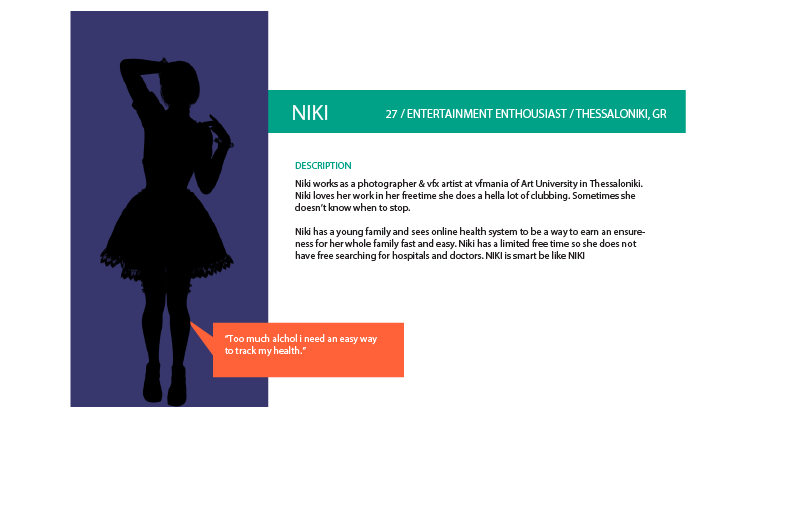 NIKI
27 / ENTERTAINMENT ENTHOUSIAST / THESSALONIKI, GR
DESCRIPTION
Niki works as a photographer & vfx artist at vfmania of Art University in Thessaloniki.
Niki loves her work in her freetime she does a hella lot of clubbing. Sometimes she
doesn't know when to stop.
Niki has a young family and sees online health system to be a way to earn an ensure-
ness for her whole family fast and easy. Niki has a limited free time so she does not
have free searching for hospitals and doctors. NIKI is smart be like NIKI
"Too much alchol i need an easy way
to track my health."